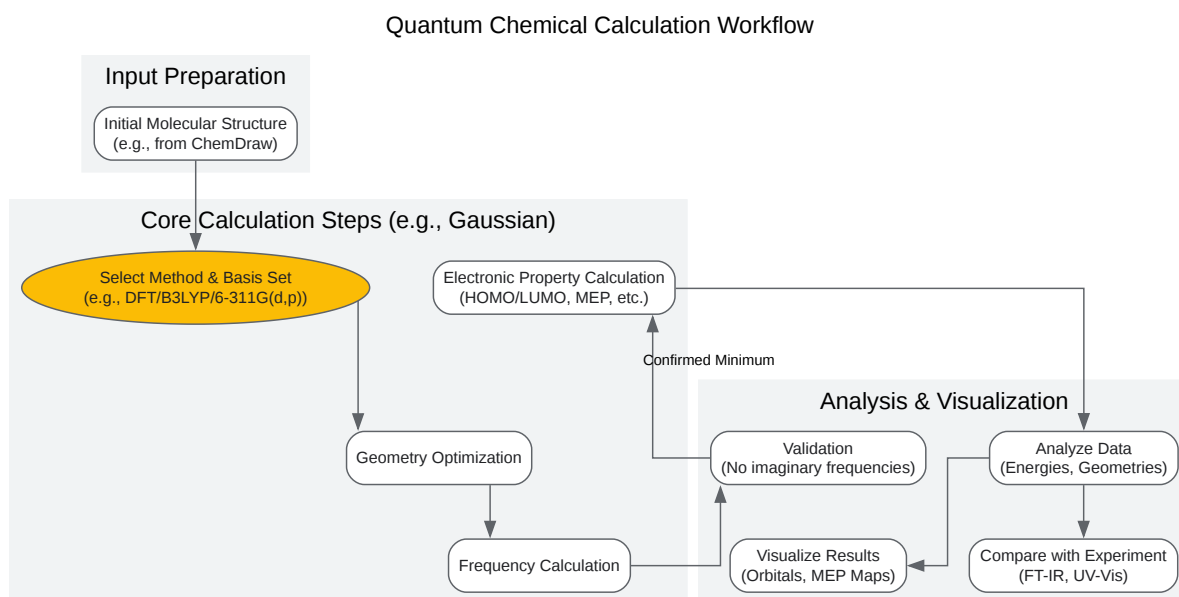 Quantum Chemical Calculation Workflow
Input Preparation
Initial Molecular Structure
(e.g., from ChemDraw)
Core Calculation Steps (e.g., Gaussian)
Select Method & Basis Set
(e.g., DFT/B3LYP/6-311G(d,p))
Electronic Property Calculation
(HOMO/LUMO, MEP, etc.)
Confirmed Minimum
Geometry Optimization
Frequency Calculation
Analysis & Visualization
Validation
(No imaginary frequencies)
Analyze Data
(Energies, Geometries)
Visualize Results
(Orbitals, MEP Maps)
Compare with Experiment
(FT-IR, UV-Vis)